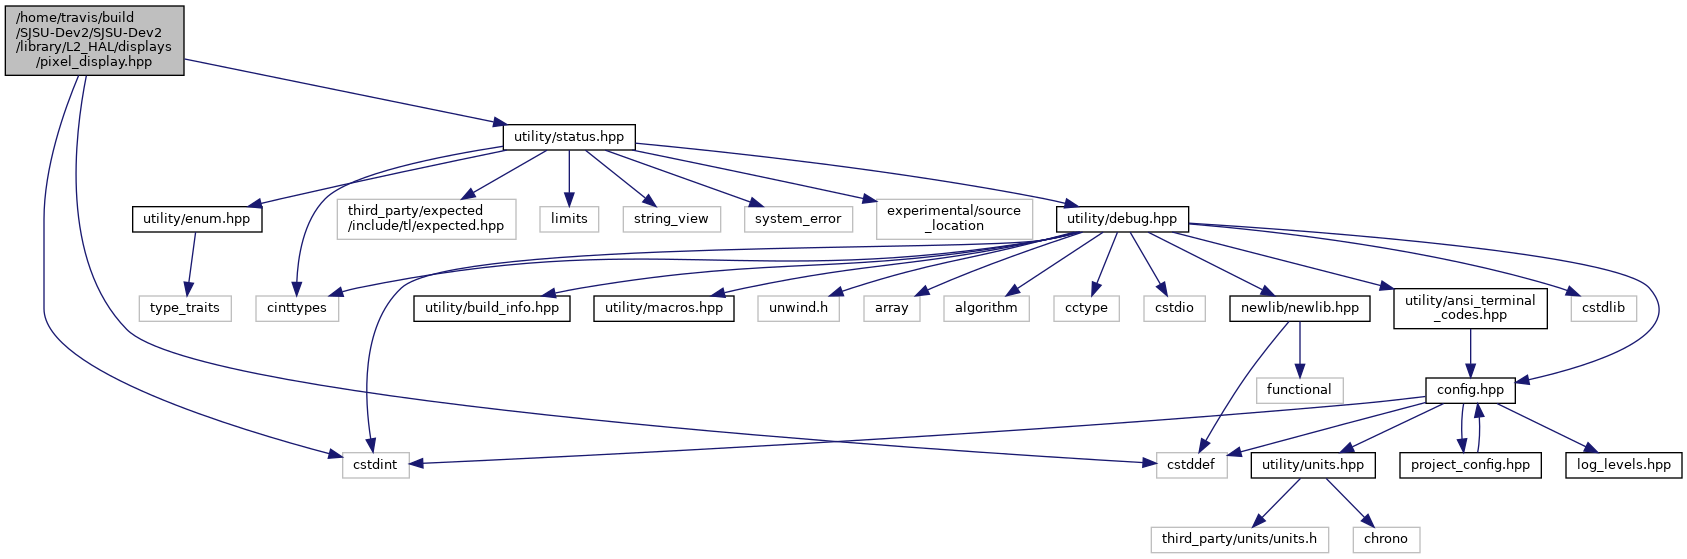 /home/travis/build
/SJSU-Dev2/SJSU-Dev2
/library/L2_HAL/displays
/pixel_display.hpp
utility/status.hpp
utility/enum.hpp
third_party/expected
/include/tl/expected.hpp
limits
string_view
system_error
experimental/source
_location
utility/debug.hpp
type_traits
cinttypes
utility/build_info.hpp
utility/macros.hpp
unwind.h
array
algorithm
cctype
cstdio
newlib/newlib.hpp
utility/ansi_terminal
_codes.hpp
cstdlib
functional
config.hpp
cstdint
cstddef
utility/units.hpp
project_config.hpp
log_levels.hpp
third_party/units/units.h
chrono